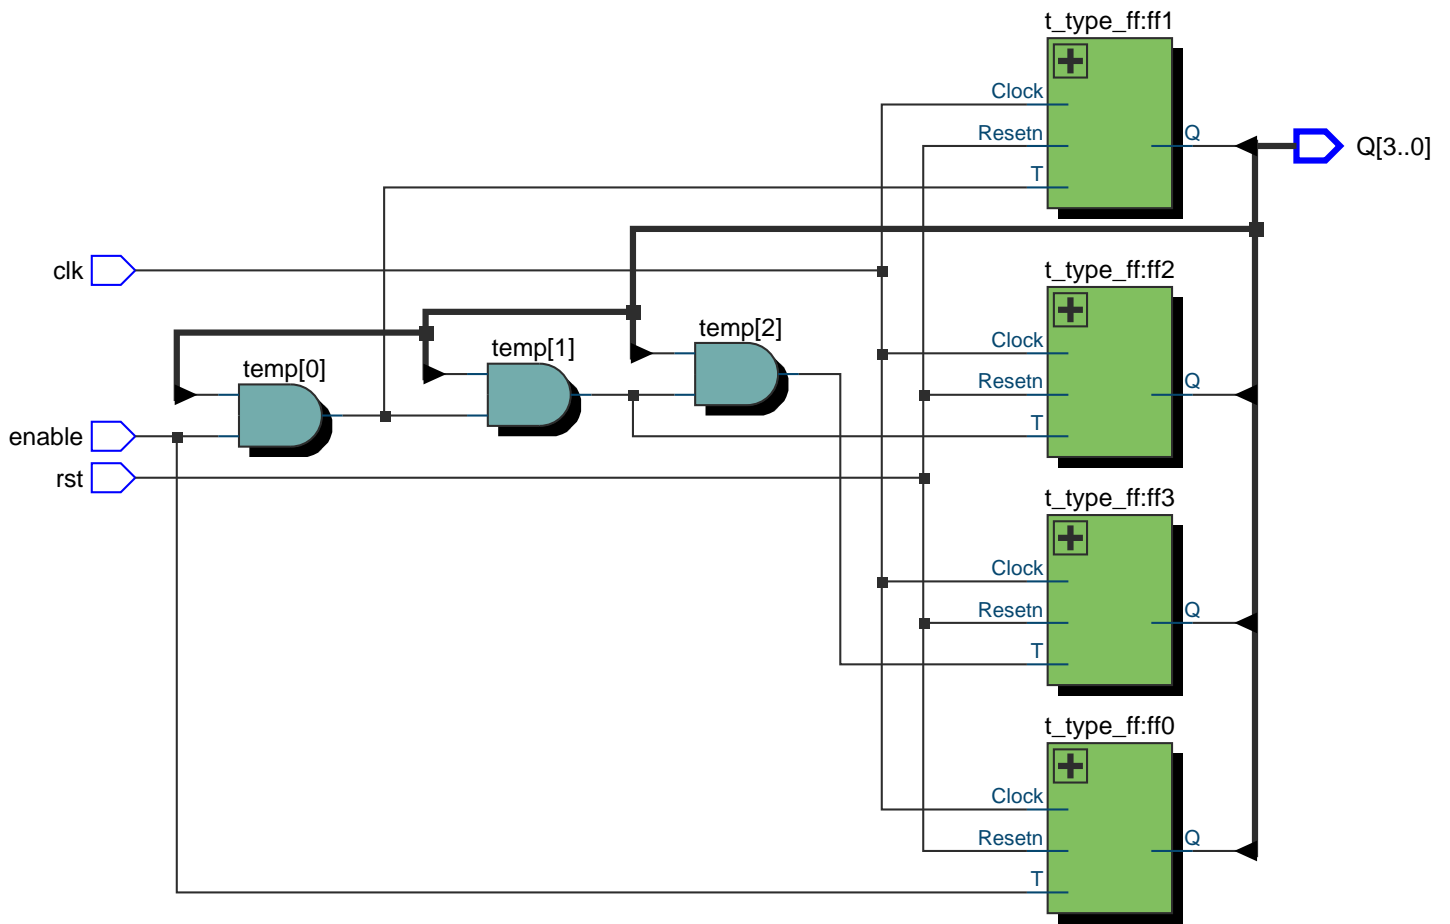 t_type_ff:ff1
Clock
Resetn
Q
T
Q[3..0]
clk
t_type_ff:ff2
temp[2]
Clock
temp[1]
temp[0]
Resetn
Q
enable
T
rst
t_type_ff:ff3
Clock
Resetn
Q
T
t_type_ff:ff0
Clock
Resetn
Q
T